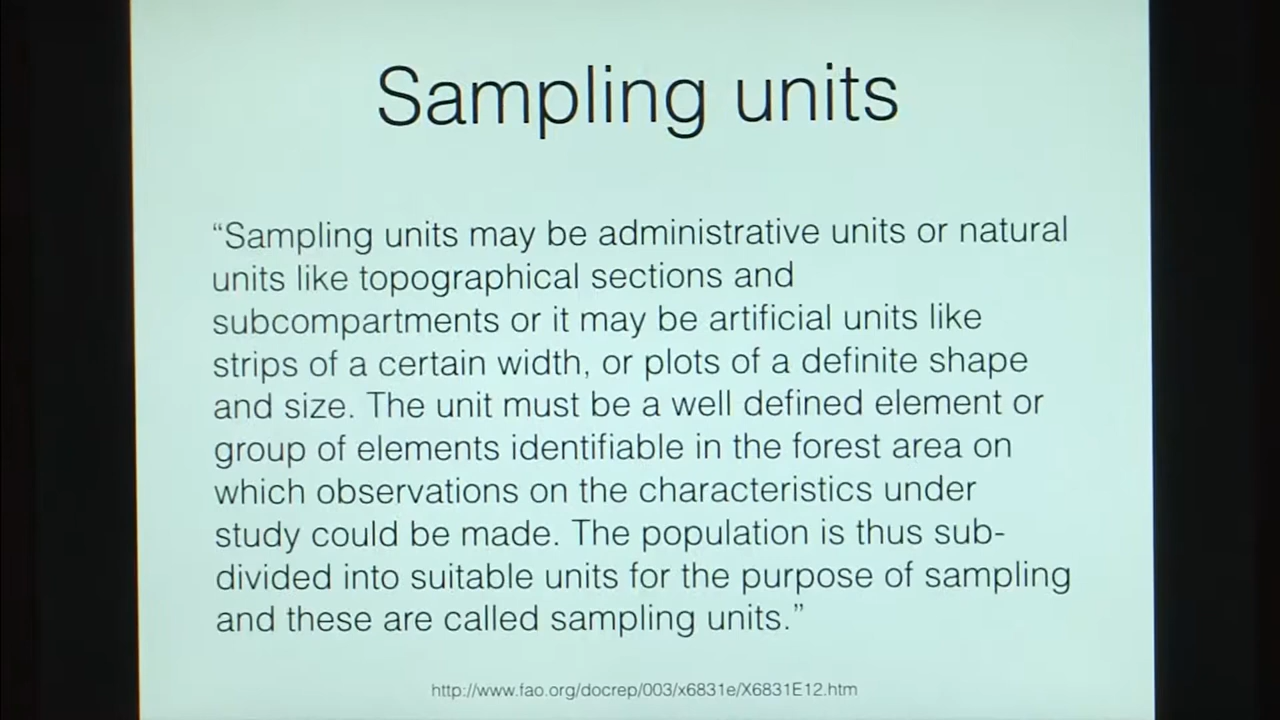 Sampling units
“Sampling units may be administrative units or natural
units like topographical sections and
subcompartments or it may be artificial units like
strips of a certain width, or plots of a definite shape
and size. The unit must be a well defined element or
group of elements identifiable in the forest area on
which observations on the characteristics under
study could be made. The population is thus sub-
divided into suitable units for the purpose of sampling
and these are called sampling units.”
http://www.fao.org/docrep/003/x6831e/X6831E12.htm